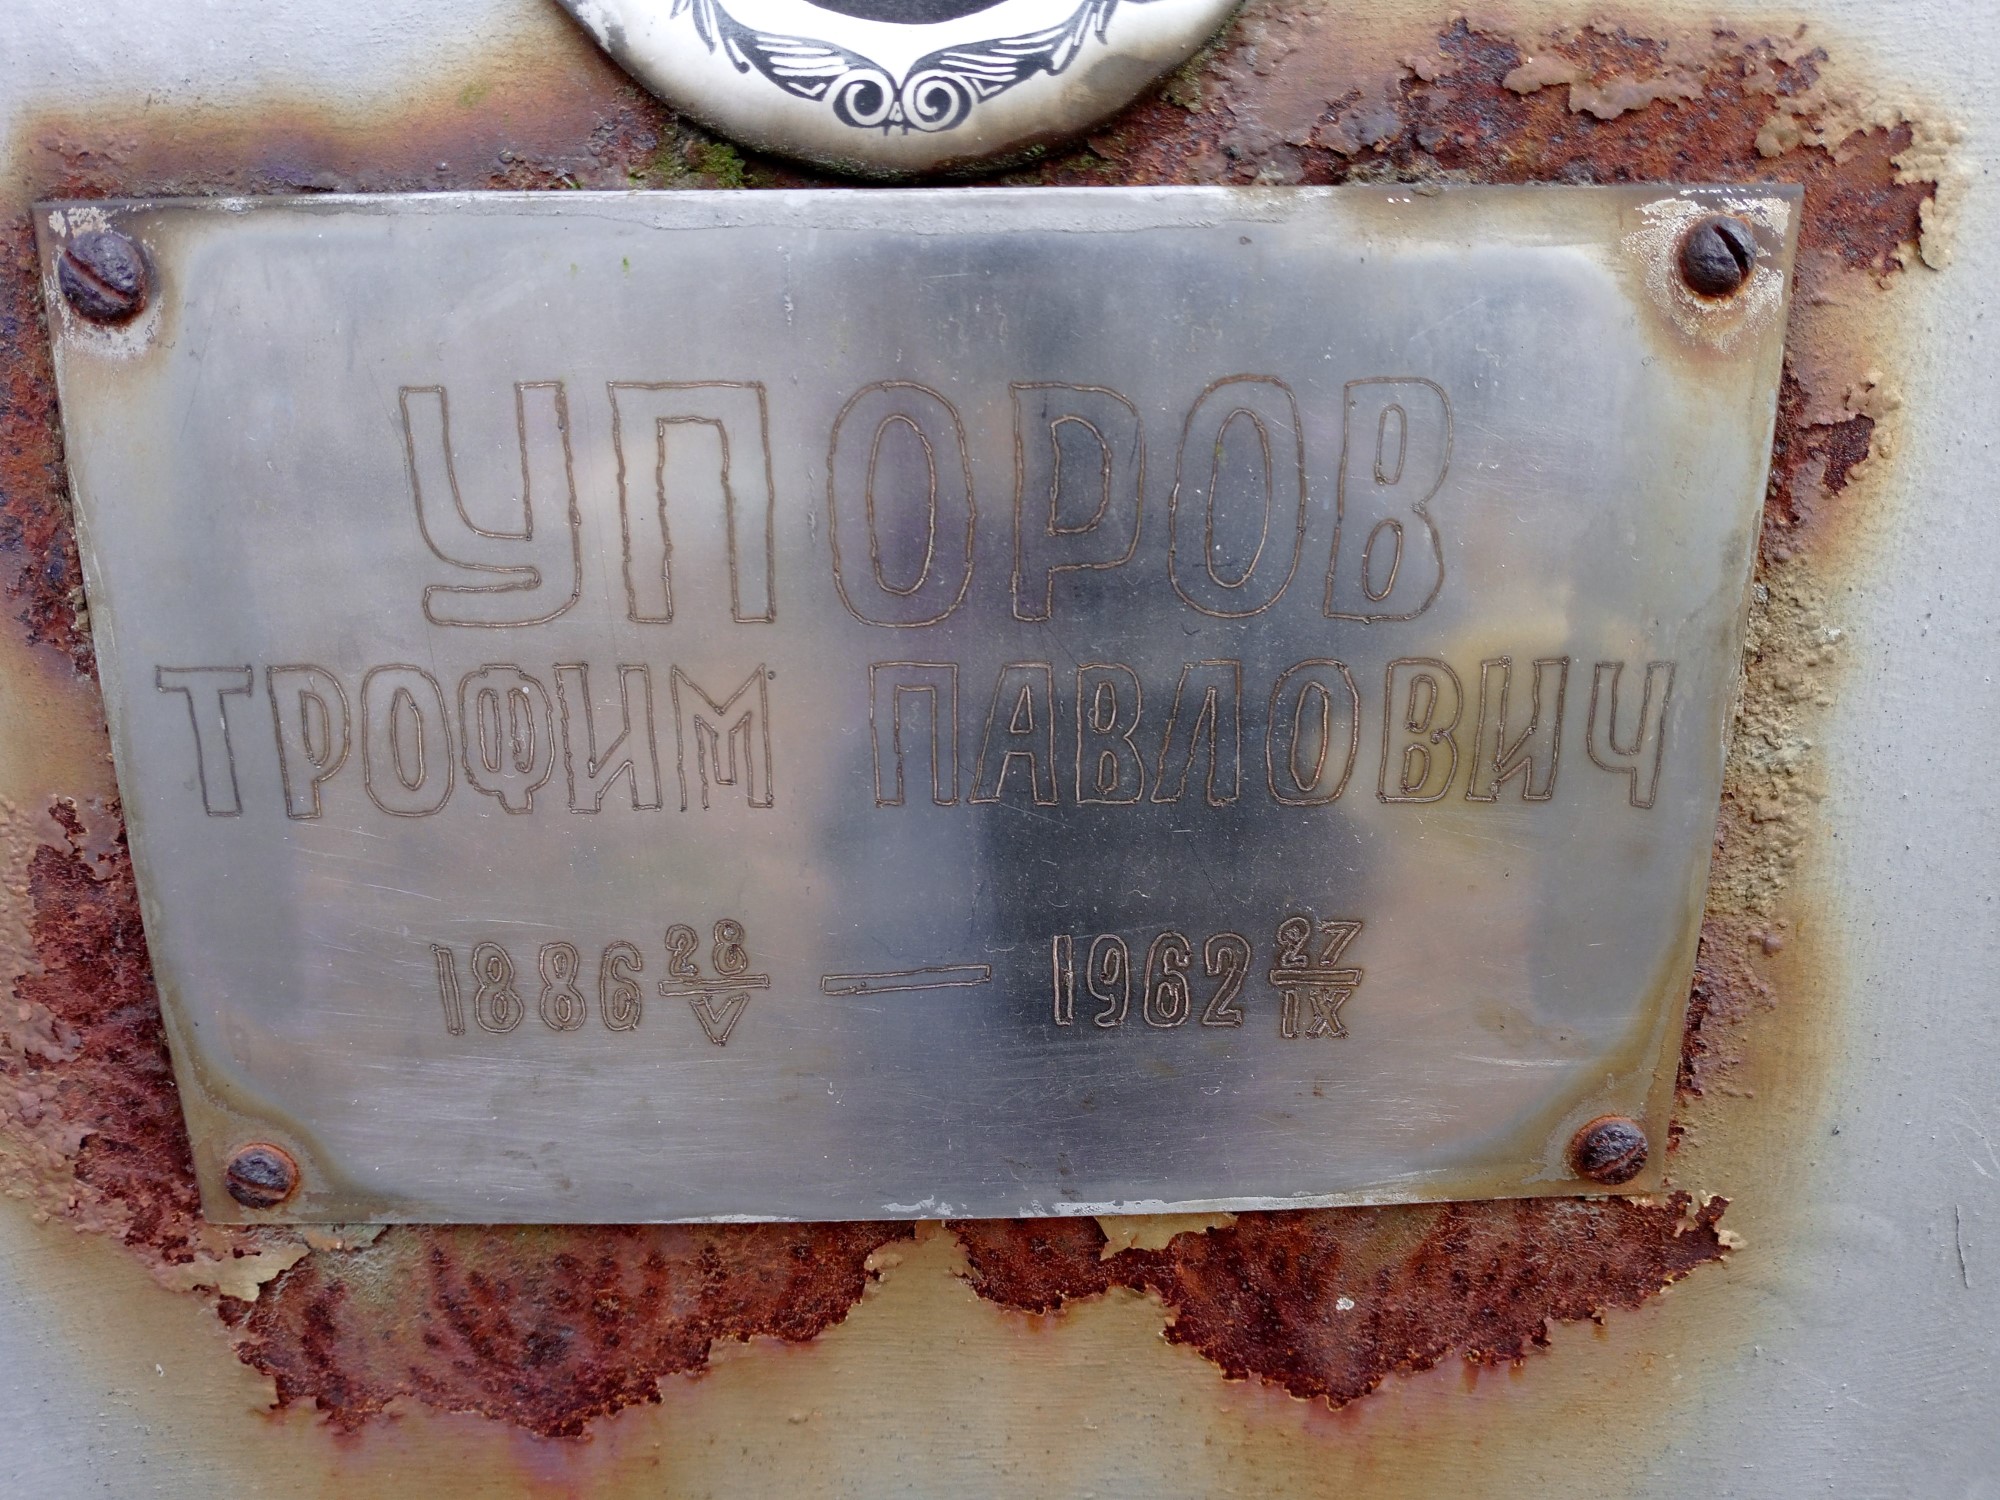 УПОРОВ
ТРОФИМ ПАВЛОВИЧ
1886 28/V — 1962 27/IX